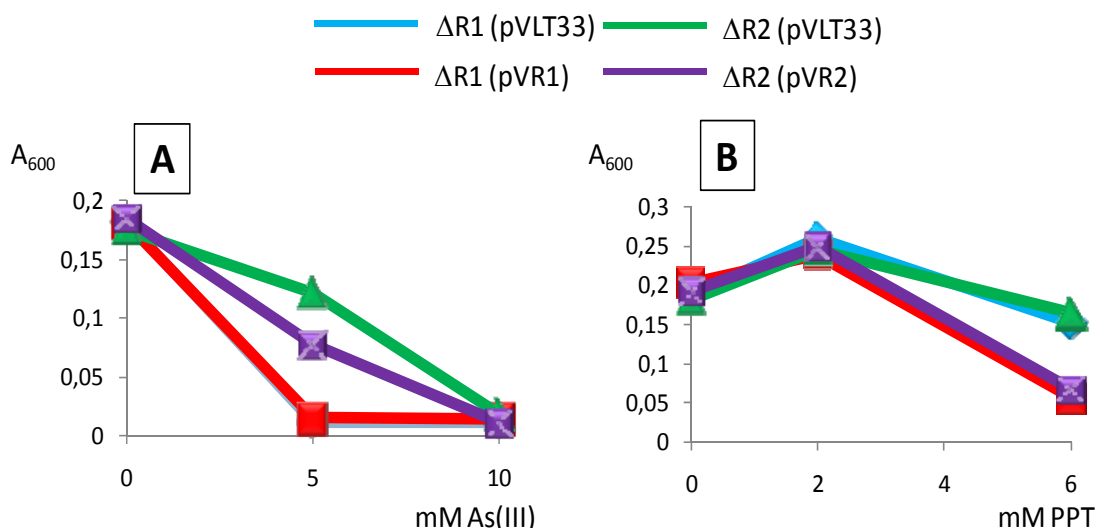 ΔR1 (pVLT33) ΔR2 (pVLT33)
ΔR1 (pVR1) ΔR2 (pVR2)
A600 A
0,2
0,15
0,1
0,05
0
0 5 10
mM As(III)
A600 B
0,3
0,25
0,2
0,15
0,1
0,05
0
0 2 4 6
mM PPT